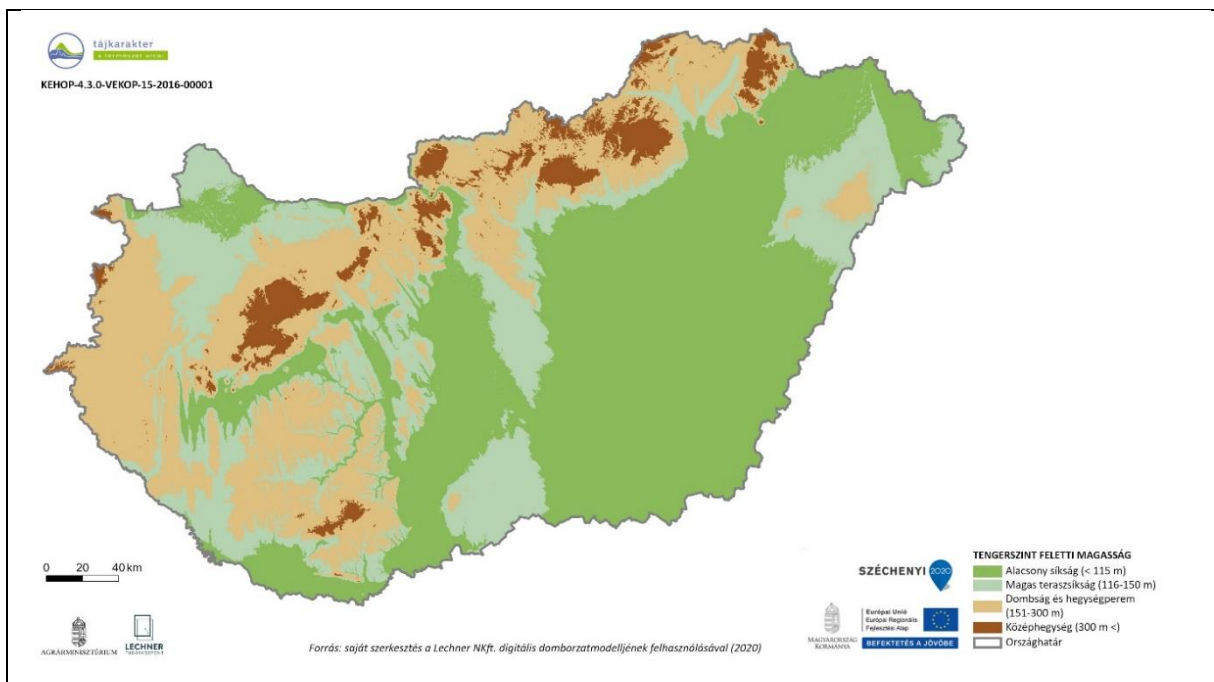 tájkarakter
a természet arcai
KEHOP-4.3.0-VEKOP-15-2016-00001
0 20 40 km
AGRÁRMINISZTÉRIUM
LECHNER
Forrás: saját szerkesztés a Lechner NKft. digitális domborzatmodelljének felhasználásával (2020)
SZÉCHENYI 2020
MAGYARORSZÁG
KORMÁNYA
Európai Unió
Európai Regionális
Fejlesztési Alap
BEFEKTETÉS A JÖVŐBE
TENGERSZINT FELETTI MAGASSÁG
Alacsony síkság (< 115 m)
Magas teraszsíkság (116-150 m)
Dombság és hegységperem
(151-300 m)
Középhegység (300 m <)
Országhatár